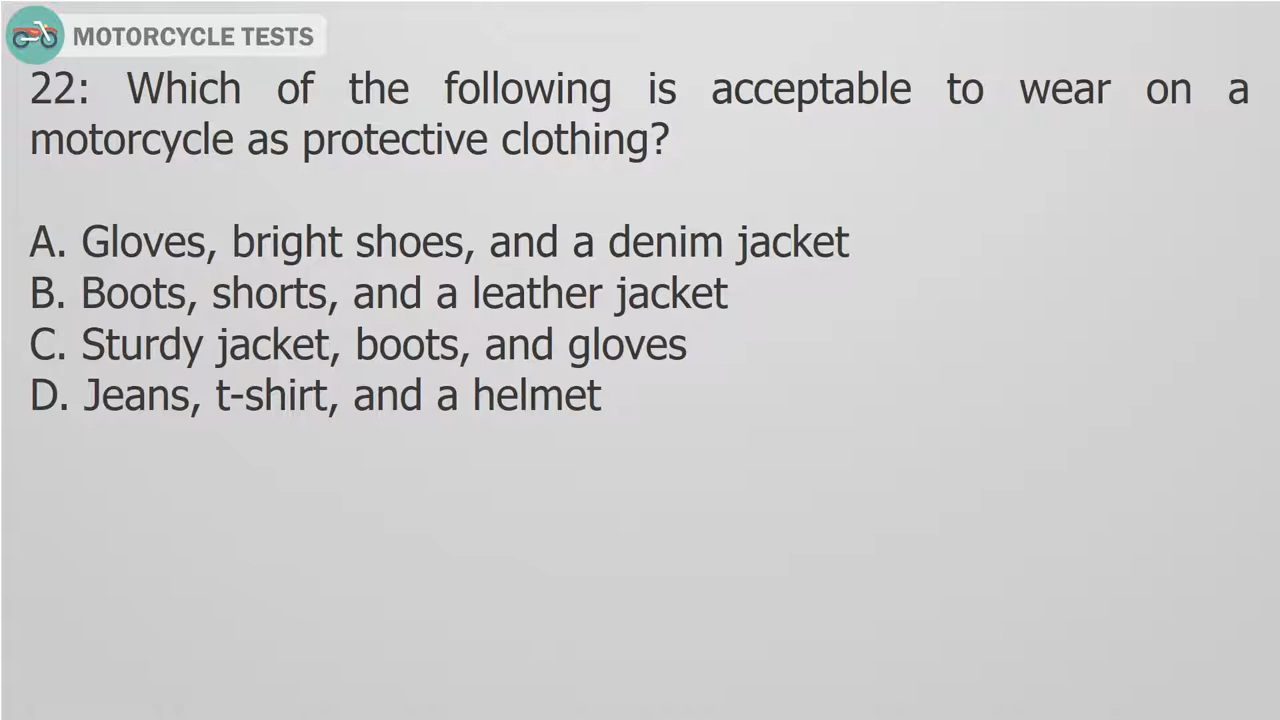 MOTORCYCLE TESTS
22: Which of the following is acceptable to wear on a
motorcycle as protective clothing?
A. Gloves, bright shoes, and a denim jacket
B. Boots, shorts, and a leather jacket
C. Sturdy jacket, boots, and gloves
D. Jeans, t-shirt, and a helmet